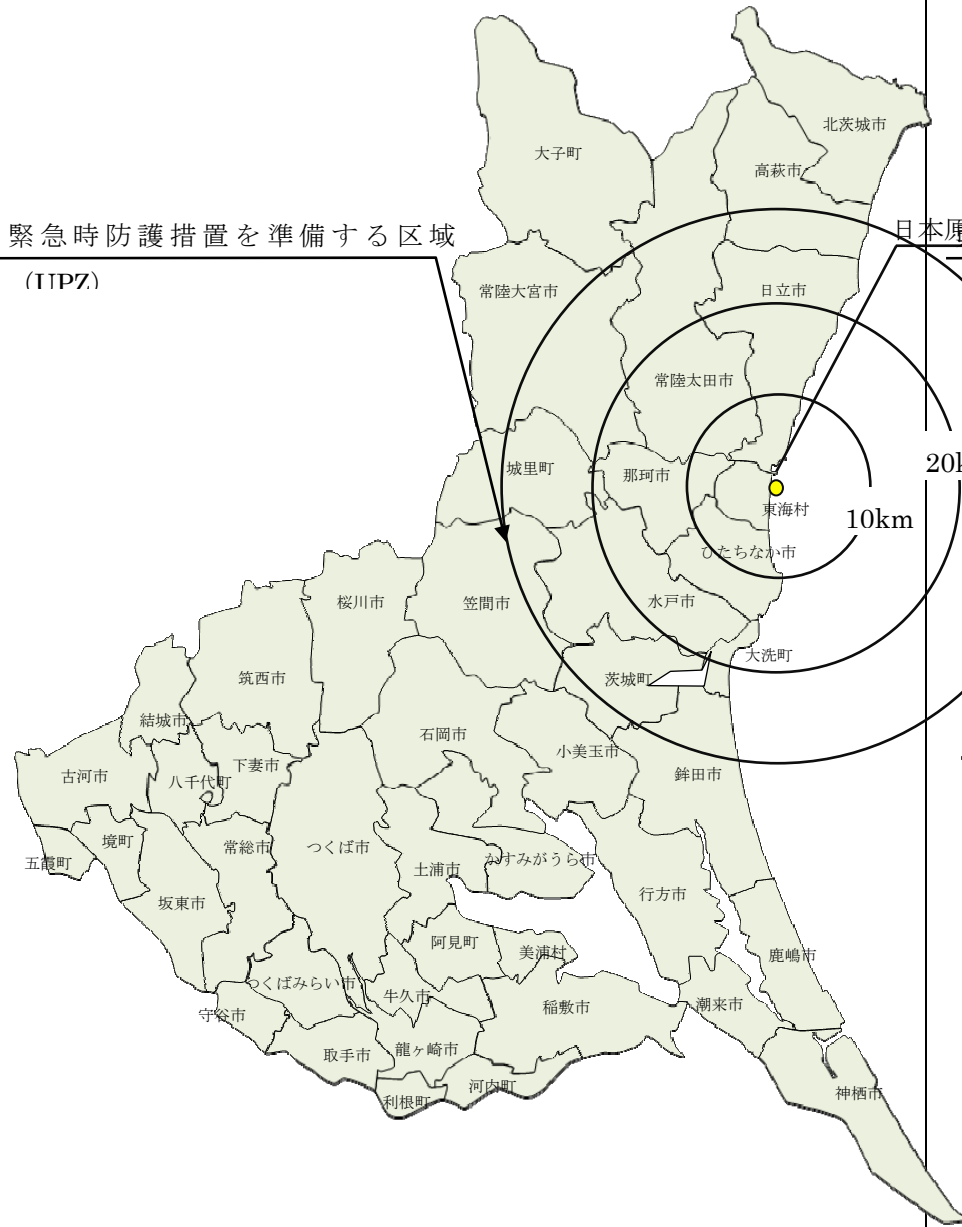 北茨城市
大子町
高萩市
緊急時防護措置を準備する区域
(UPZ)
日本原
常陸大宮市
日立市
常陸太田市
城里町
那珂市
20k
東海村
10km
ひたちなか市
桜川市
笠間市
水戸市
大洗町
筑西市
茨城町
結城市
石岡市
小美玉市
古河市
八千代町
下妻市
鉾田市
境町
常総市
つくば市
五霞町
土浦市
かすみがうら市
坂東市
行方市
阿見町
美浦村
鹿嶋市
つくばみらい市
牛久市
稲敷市
潮来市
守谷市
取手市
龍ヶ崎市
河内町
利根町
神栖市